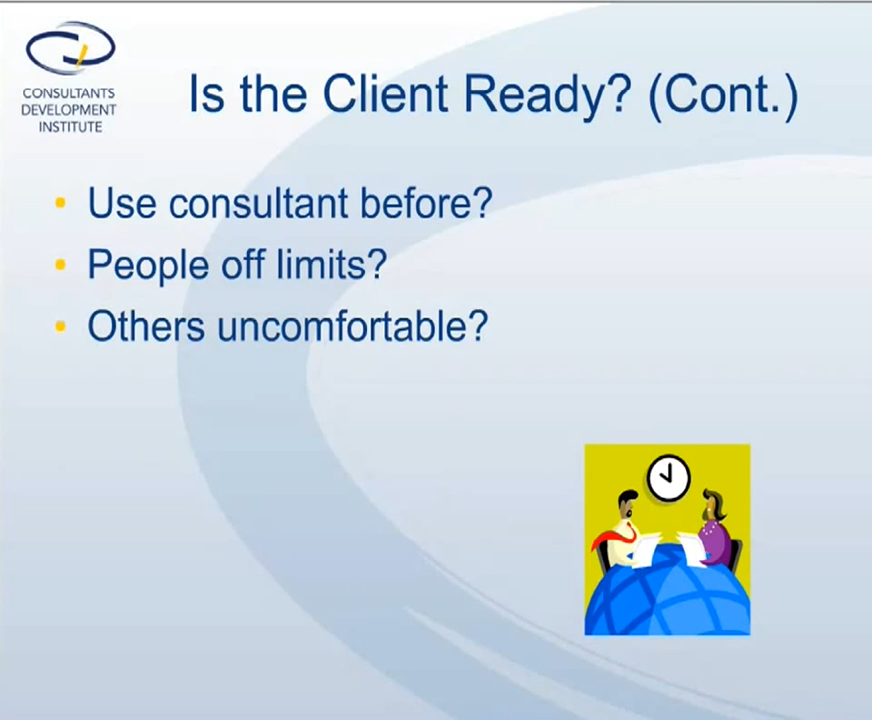 CONSULTANTS
DEVELOPMENT
INSTITUTE
Is the Client Ready? (Cont.)
• Use consultant before?
• People off limits?
• Others uncomfortable?